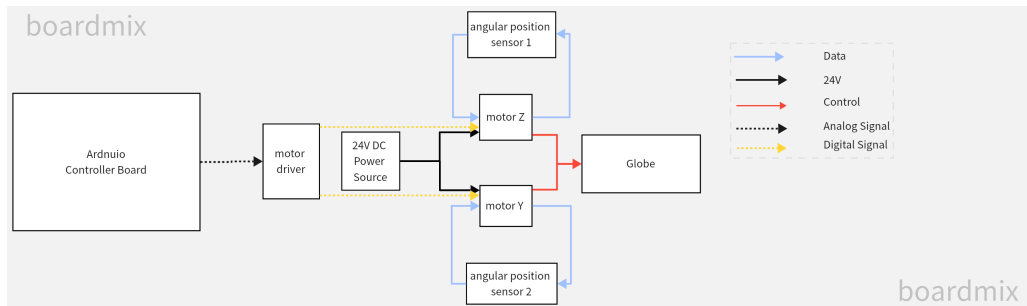 boardmix
angular position
sensor 1
Data
24V
Control
Analog Signal
Digital Signal
motor Z
24V DC
Power
Source
Ardnuio
Controller Board
motor
driver
Globe
motor Y
angular position
sensor 2
boardmix